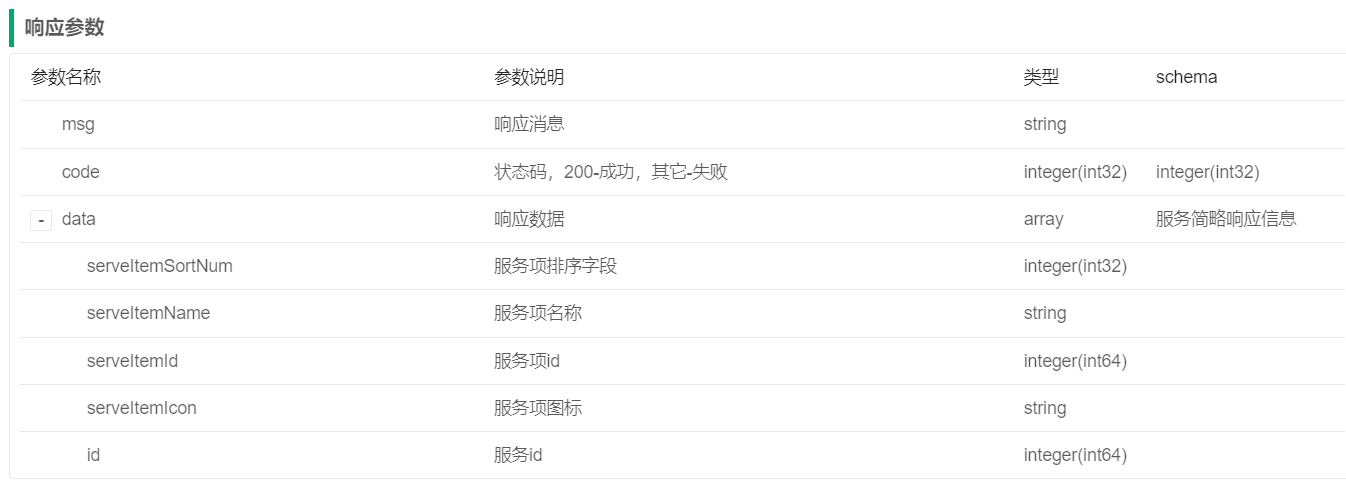 响应参数
参数名称 参数说明 类型 schema
msg 响应消息 string
code 状态码，200-成功，其它-失败 integer(int32) integer(int32)
- data 响应数据 array 服务简略响应信息
serveItemSortNum 服务项排序字段 integer(int32)
serveItemName 服务项名称 string
serveItemId 服务项id integer(int64)
serveItemIcon 服务项图标 string
id 服务id integer(int64)